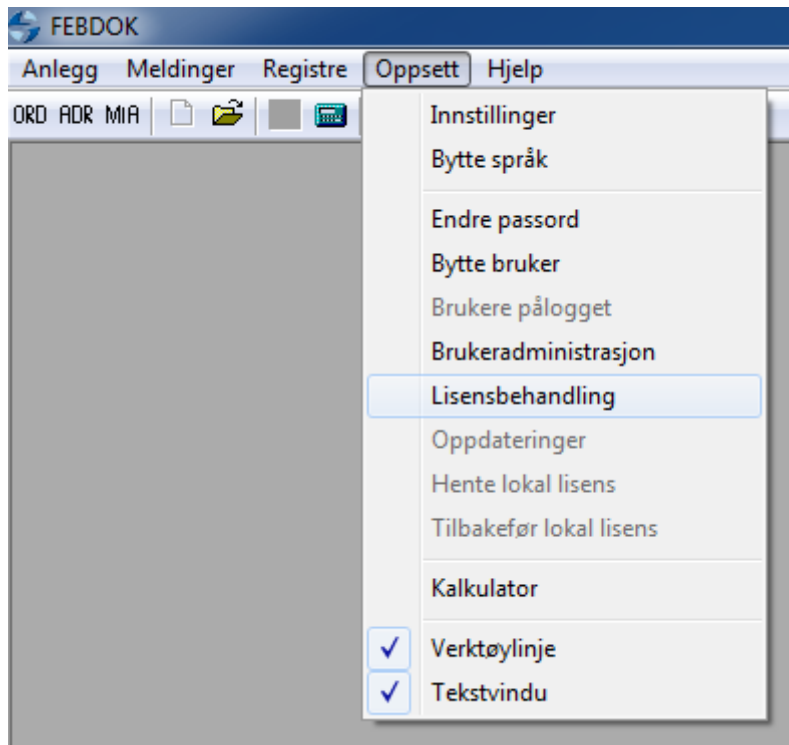 FEBDOK
Anlegg Meldinger Registre Oppsett Hjelp
ORD ADR MIA
Innstillinger
Bytte språk
Endre passord
Bytte bruker
Brukere pålogget
Brukeradministrasjon
Lisensbehandling
Oppdateringer
Hente lokal lisens
Tilbakefør lokal lisens
Kalkulator
Verktøylinje
Tekstvindu